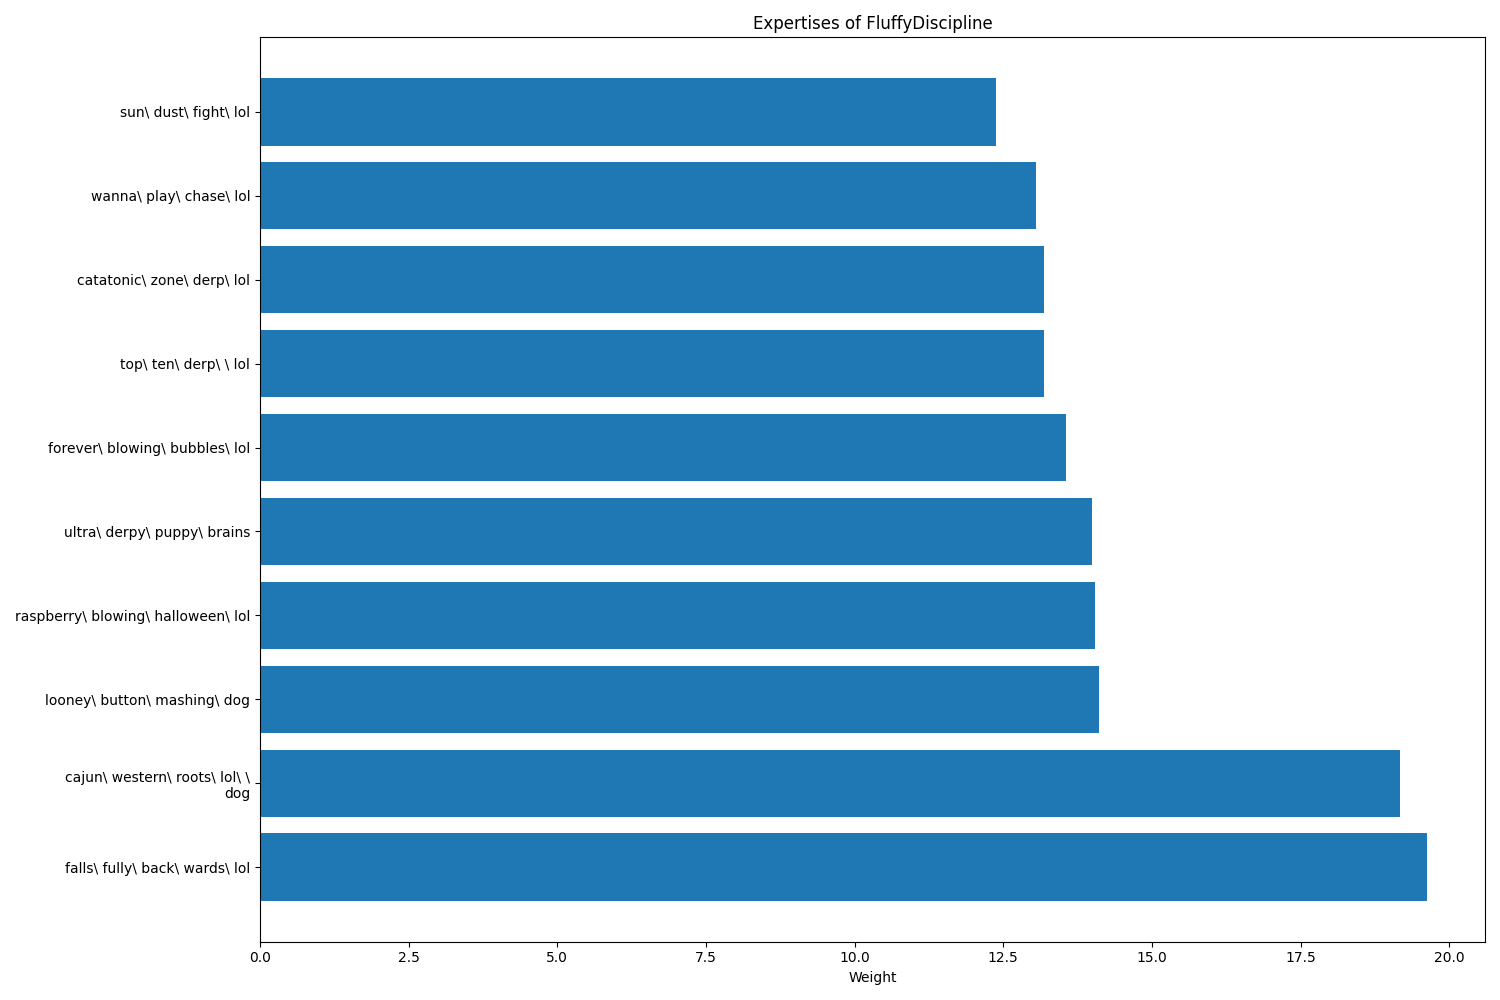 Expertises of FluffyDiscipline
sun\ dust\ fight\ lol
wanna\ play\ chase\ lol
catatonic\ zone\ derp\ lol
top\ ten\ derp\ \ lol
forever\ blowing\ bubbles\ lol
ultra\ derpy\ puppy\ brains
raspberry\ blowing\ halloween\ lol
looney\ button\ mashing\ dog
cajun\ western\ roots\ lol\ \
dog
falls\ fully\ back\ wards\ lol
0.0 2.5 5.0 7.5 10.0 12.5 15.0 17.5 20.0
Weight